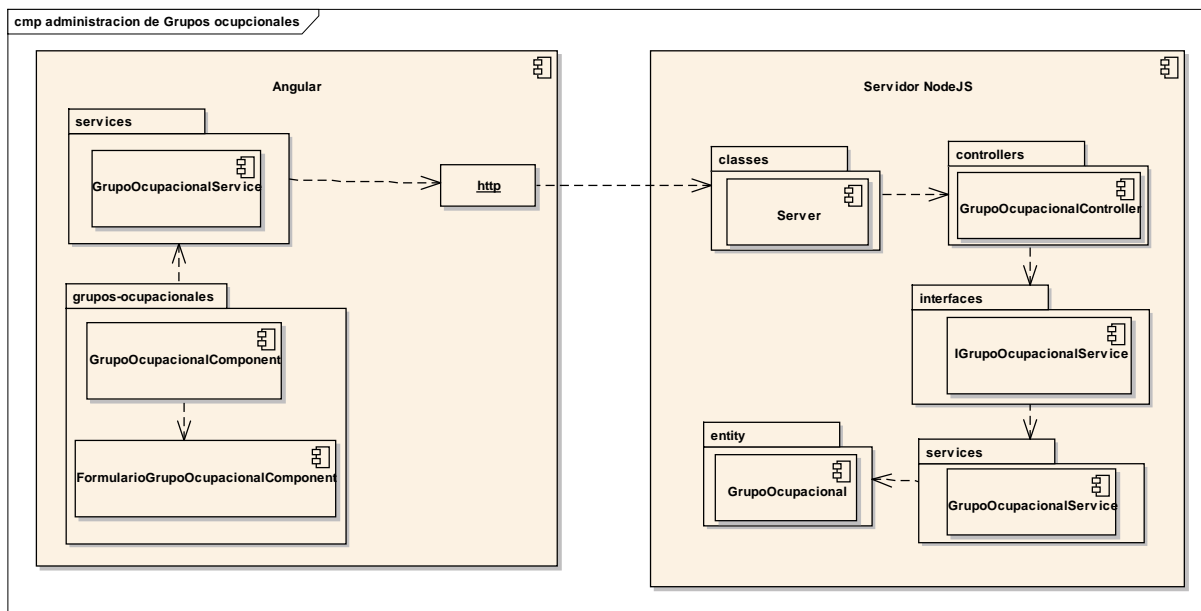 cmp administracion de Grupos ocupcionales
Angular
services
GrupoOcupacionalService
http
grupos-ocupacionales
GrupoOcupacionalComponent
FormularioGrupoOcupacionalComponent
Servidor NodeJS
classes
Server
controllers
GrupoOcupacionalController
interfaces
IGrupoOcupacionalService
entity
GrupoOcupacional
services
GrupoOcupacionalService